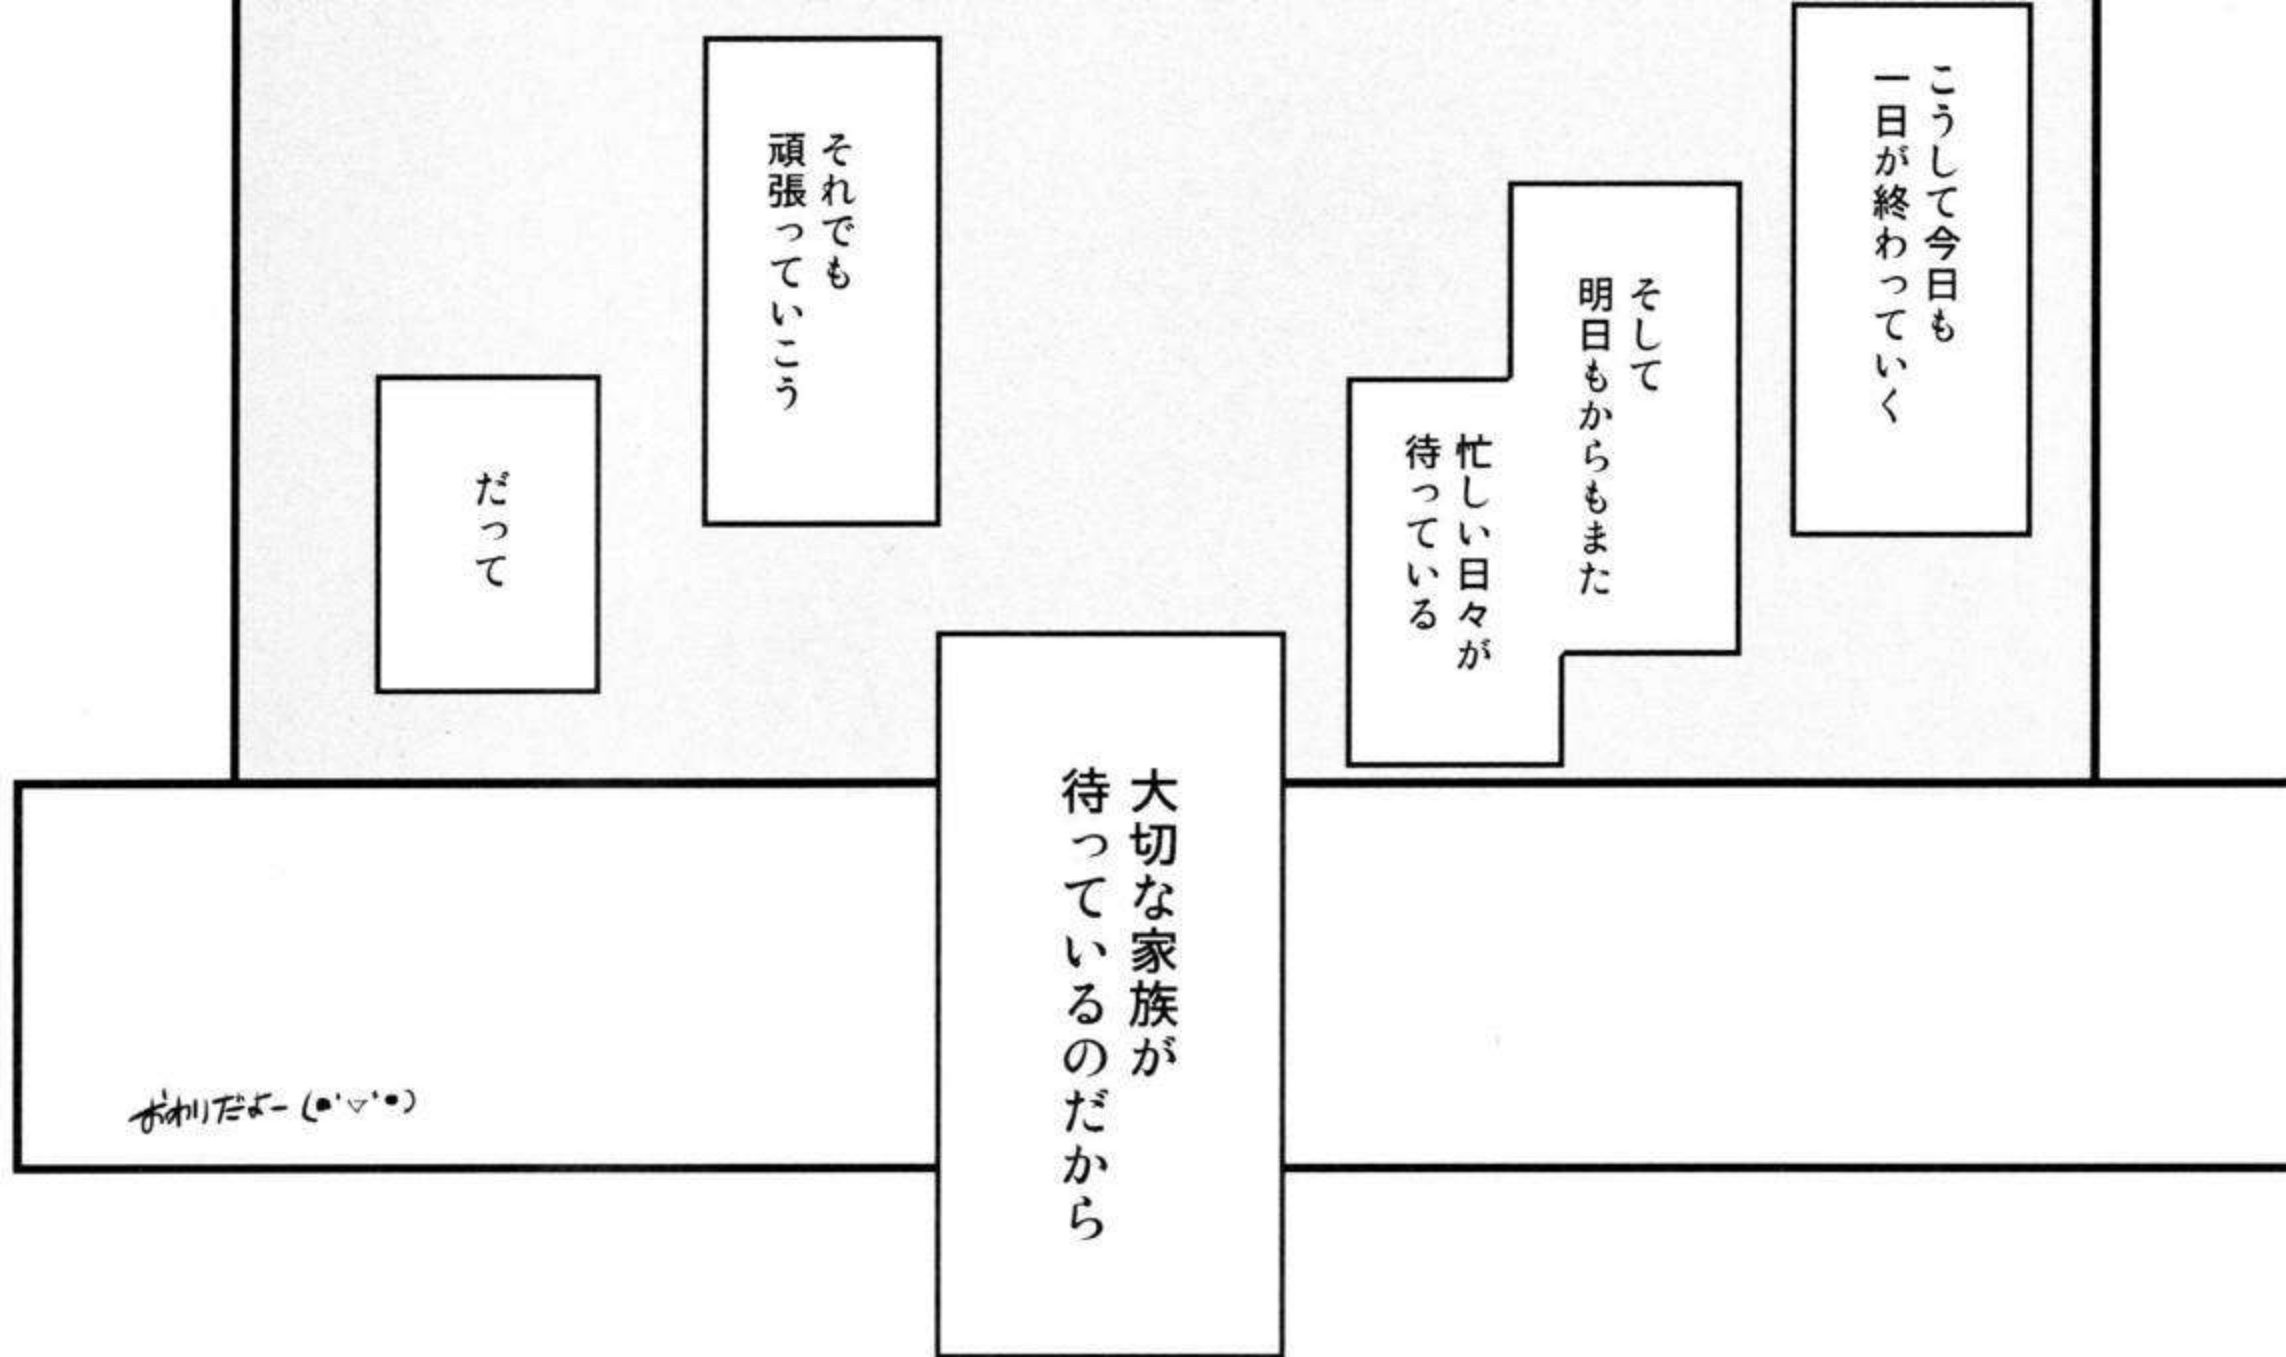 こうして今日も
一日が終わっていく
そして
明日もからもまた
忙しい日々が
待っている
それでも
頑張っていこう
だって
大切な家族が
待っているのだから
おわりだよー(●'▽'●)